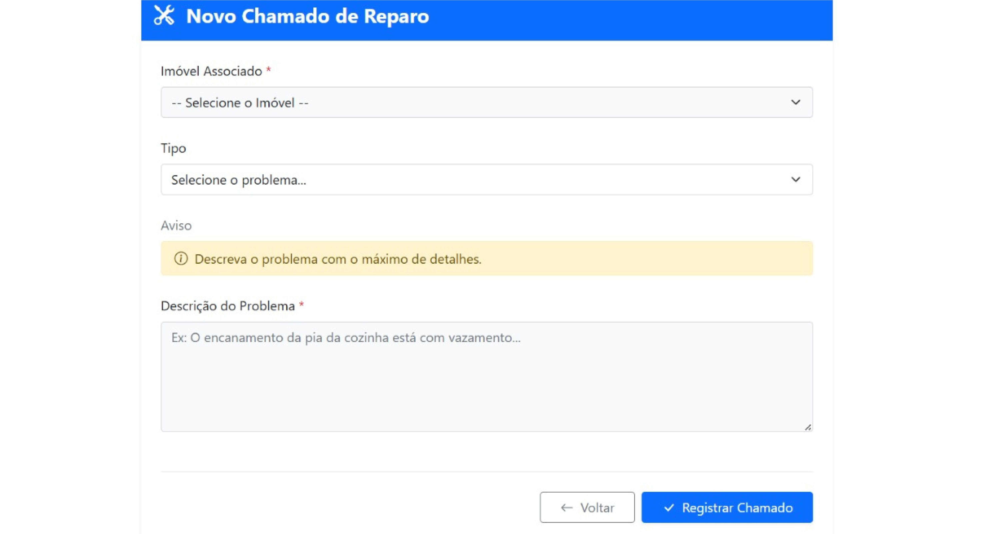 Novo Chamado de Reparo
Imóvel Associado *
-- Selecione o Imóvel --
Tipo
Selecione o problema...
Aviso
Descreva o problema com o máximo de detalhes.
Descrição do Problema *
Ex: O encanamento da pia da cozinha está com vazamento...
Voltar
Registrar Chamado